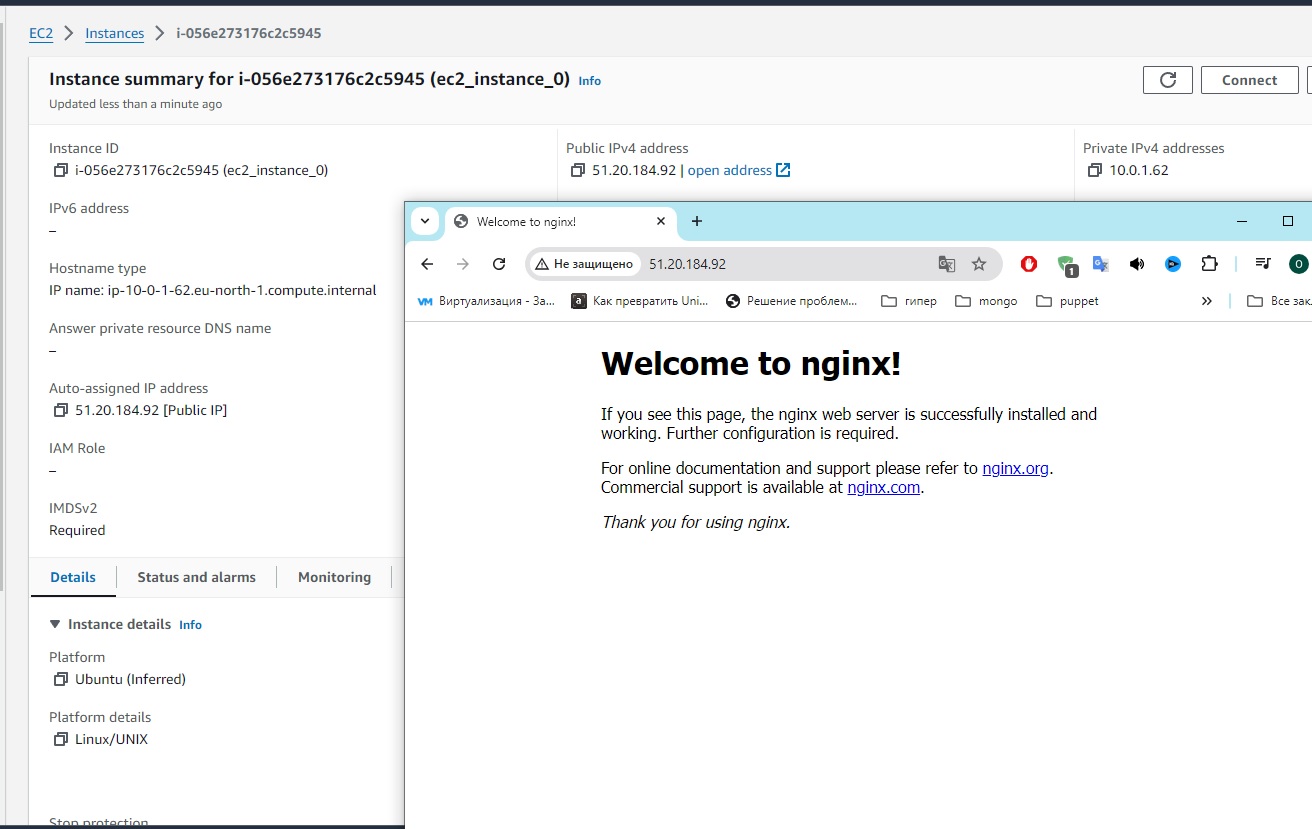 EC2 > Instances > i-056e273176c2c5945
Instance summary for i-056e273176c2c5945 (ec2_instance_0) Info
Updated less than a minute ago
Connect
Instance ID
i-056e273176c2c5945 (ec2_instance_0)
Public IPv4 address
51.20.184.92 | open address
Private IPv4 addresses
10.0.1.62
IPv6 address
–
Hostname type
IP name: ip-10-0-1-62.eu-north-1.compute.internal
Answer private resource DNS name
–
Auto-assigned IP address
51.20.184.92 [Public IP]
IAM Role
–
IMDSv2
Required
Details
Status and alarms
Monitoring
Instance details Info
Platform
Ubuntu (Inferred)
Platform details
Linux/UNIX
Stop protection
Welcome to nginx!
Не защищено 51.20.184.92
1
O
vm Виртуализация - За...
a Как превратить Uni...
Решение проблем...
гипер
mongo
puppet
»
Все зак
Welcome to nginx!
If you see this page, the nginx web server is successfully installed and
working. Further configuration is required.
For online documentation and support please refer to nginx.org.
Commercial support is available at nginx.com.
Thank you for using nginx.